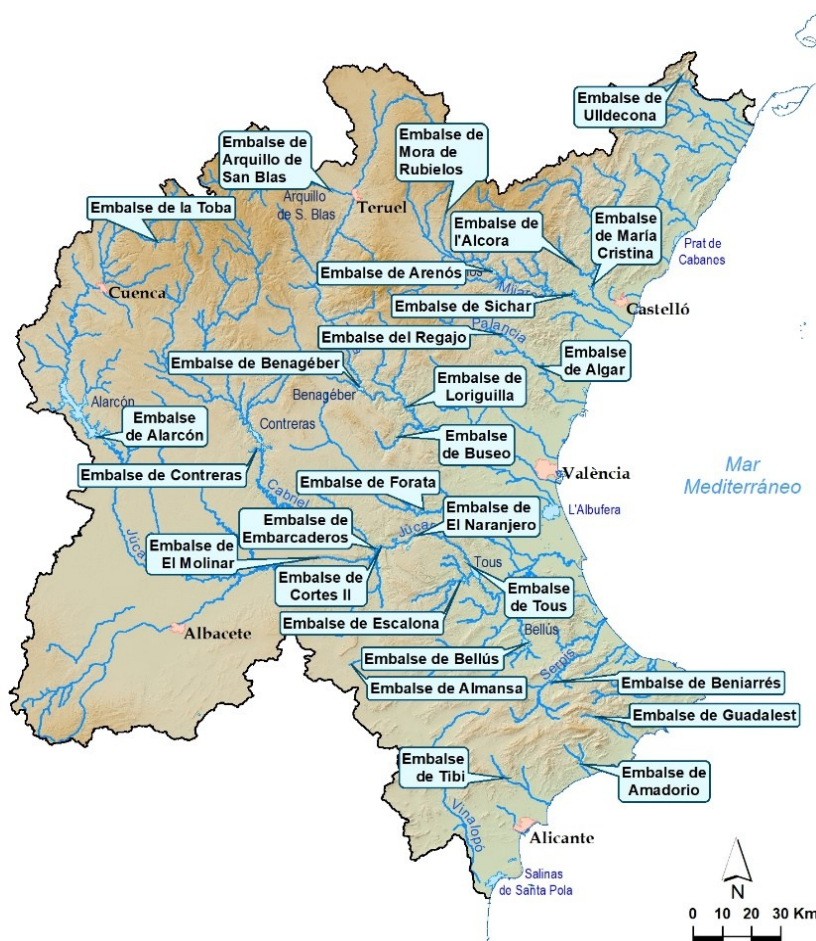 Embalse de
Ulldecona
Embalse de
Mora de
Rubielos
Embalse de
Arquillo de
San Blas
Arquillo
de S. Blas
Teruel
Embalse de la Toba
Embalse de
l'Alcora
Embalse
de María
Cristina
Prat de
Cabanes
Embalse de Arenós
Cuenca
Embalse de Sichar
Castelló
Palancia
Embalse del Regajo
Embalse de Benagéber
Embalse
de Algar
Benagéber
Embalse de
Loriguilla
Alarcón
Embalse
de Alarcón
Contreras
Embalse
de Buseo
Embalse de Contreras
València
Mar
Mediterráneo
Embalse de Forata
Cabriel
L'Albufera
Embalse de
Embarcaderos
Júcar
Embalse de
El Naranjero
Embalse de
El Molinar
Tous
Embalse de
Cortes II
Embalse
de Tous
Embalse de Escalona
Albacete
Bellús
Embalse de Bellús
Serpis
Embalse de Almansa
Embalse de Beniarrés
Embalse de Guadalest
Embalse
de Tibi
Embalse de
Amadorio
Vinalopó
Alicante
Salinas
de Santa Pola
N
0 10 20 30 Km